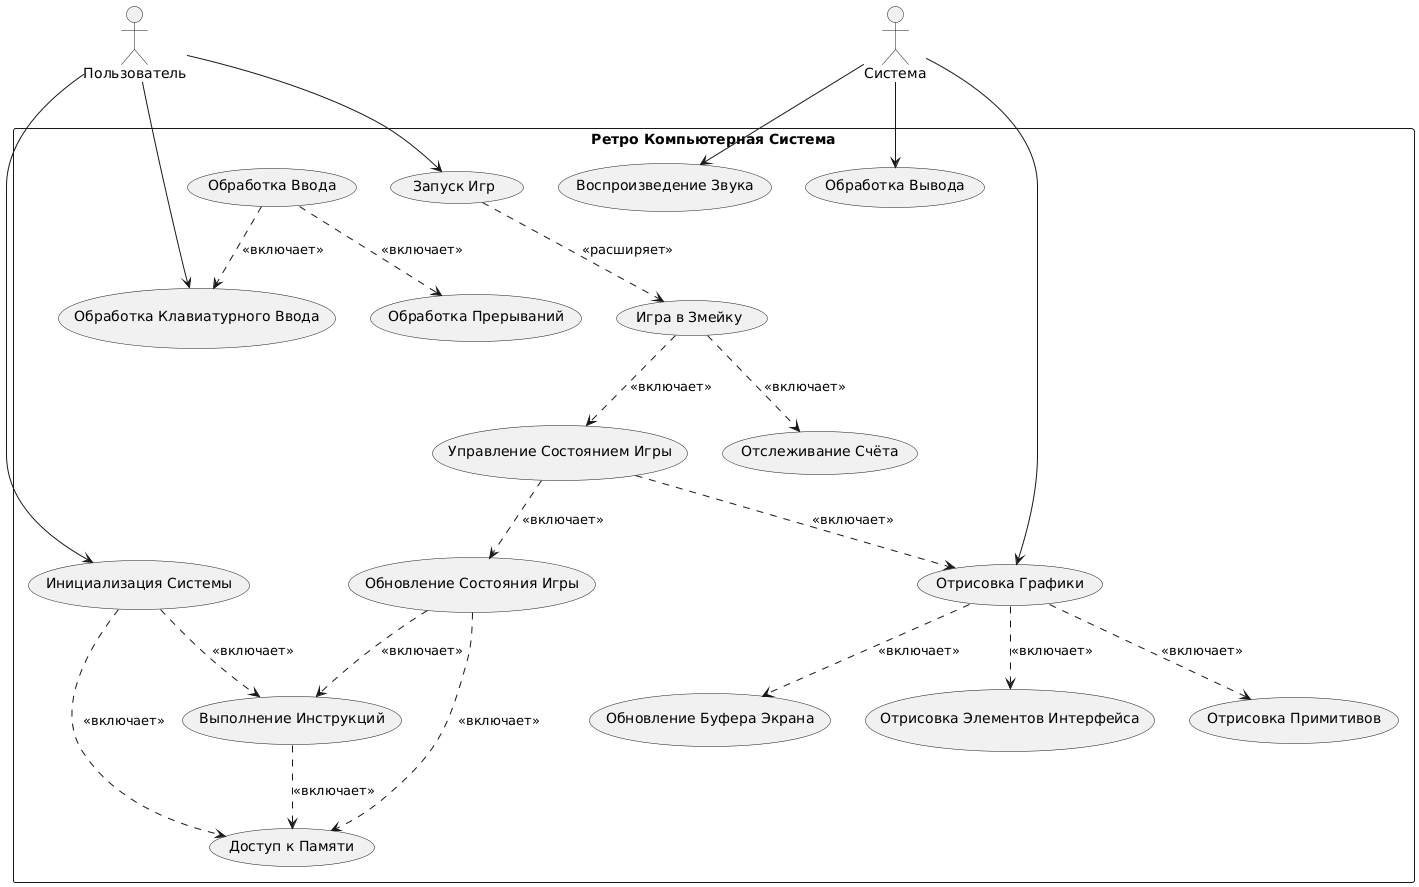 Пользователь
Система
Ретро Компьютерная Система
Обработка Ввода
Запуск Игр
Воспроизведение Звука
Обработка Вывода
«включает»
«включает»
«расширяет»
Обработка Клавиатурного Ввода
Обработка Прерываний
Игра в Змейку
«включает»
«включает»
Управление Состоянием Игры
Отслеживание Счёта
«включает»
«включает»
Инициализация Системы
Обновление Состояния Игры
Отрисовка Графики
«включает»
«включает»
«включает»
«включает»
«включает»
«включает»
Выполнение Инструкций
«включает»
Обновление Буфера Экрана
Отрисовка Элементов Интерфейса
Отрисовка Примитивов
«включает»
Доступ к Памяти